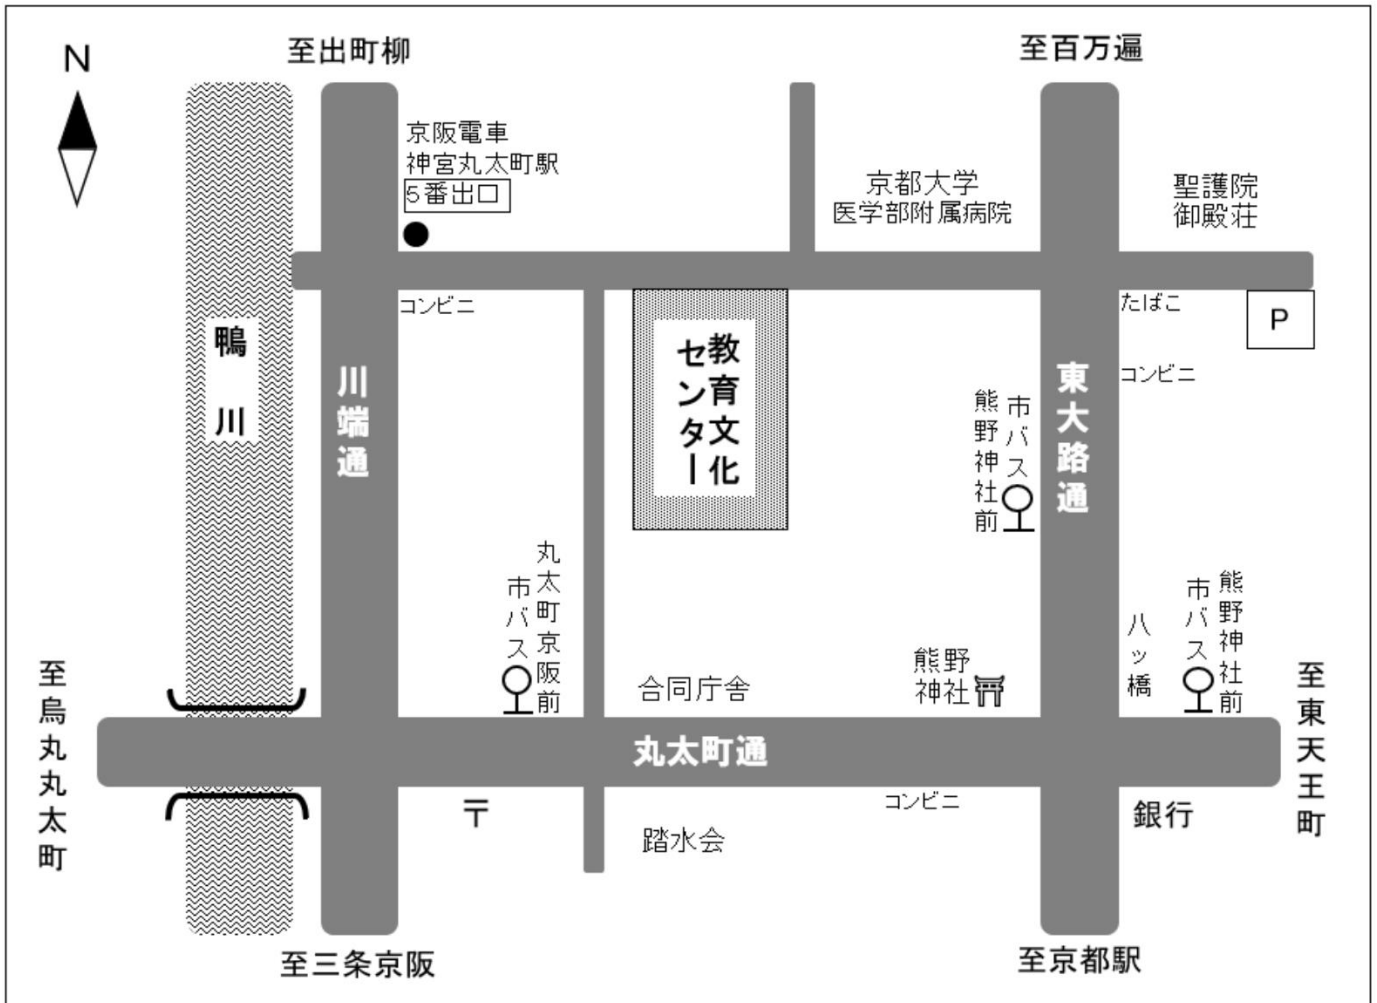 N
至出町柳
至百万遍
京阪電車
神宮丸太町駅
5番出口
京都大学
医学部附属病院
聖護院
御殿荘
コンビニ
たばこ
P
鴨川
川端通
教育文化
センター
東大路通
コンビニ
市バス
熊野神社前
丸太町京阪前
市バス
合同庁舎
熊野
神社
八ッ橋
熊野神社前
市バス
至烏丸丸太町
丸太町通
至東天王町
〒
コンビニ
銀行
踏水会
至三条京阪
至京都駅